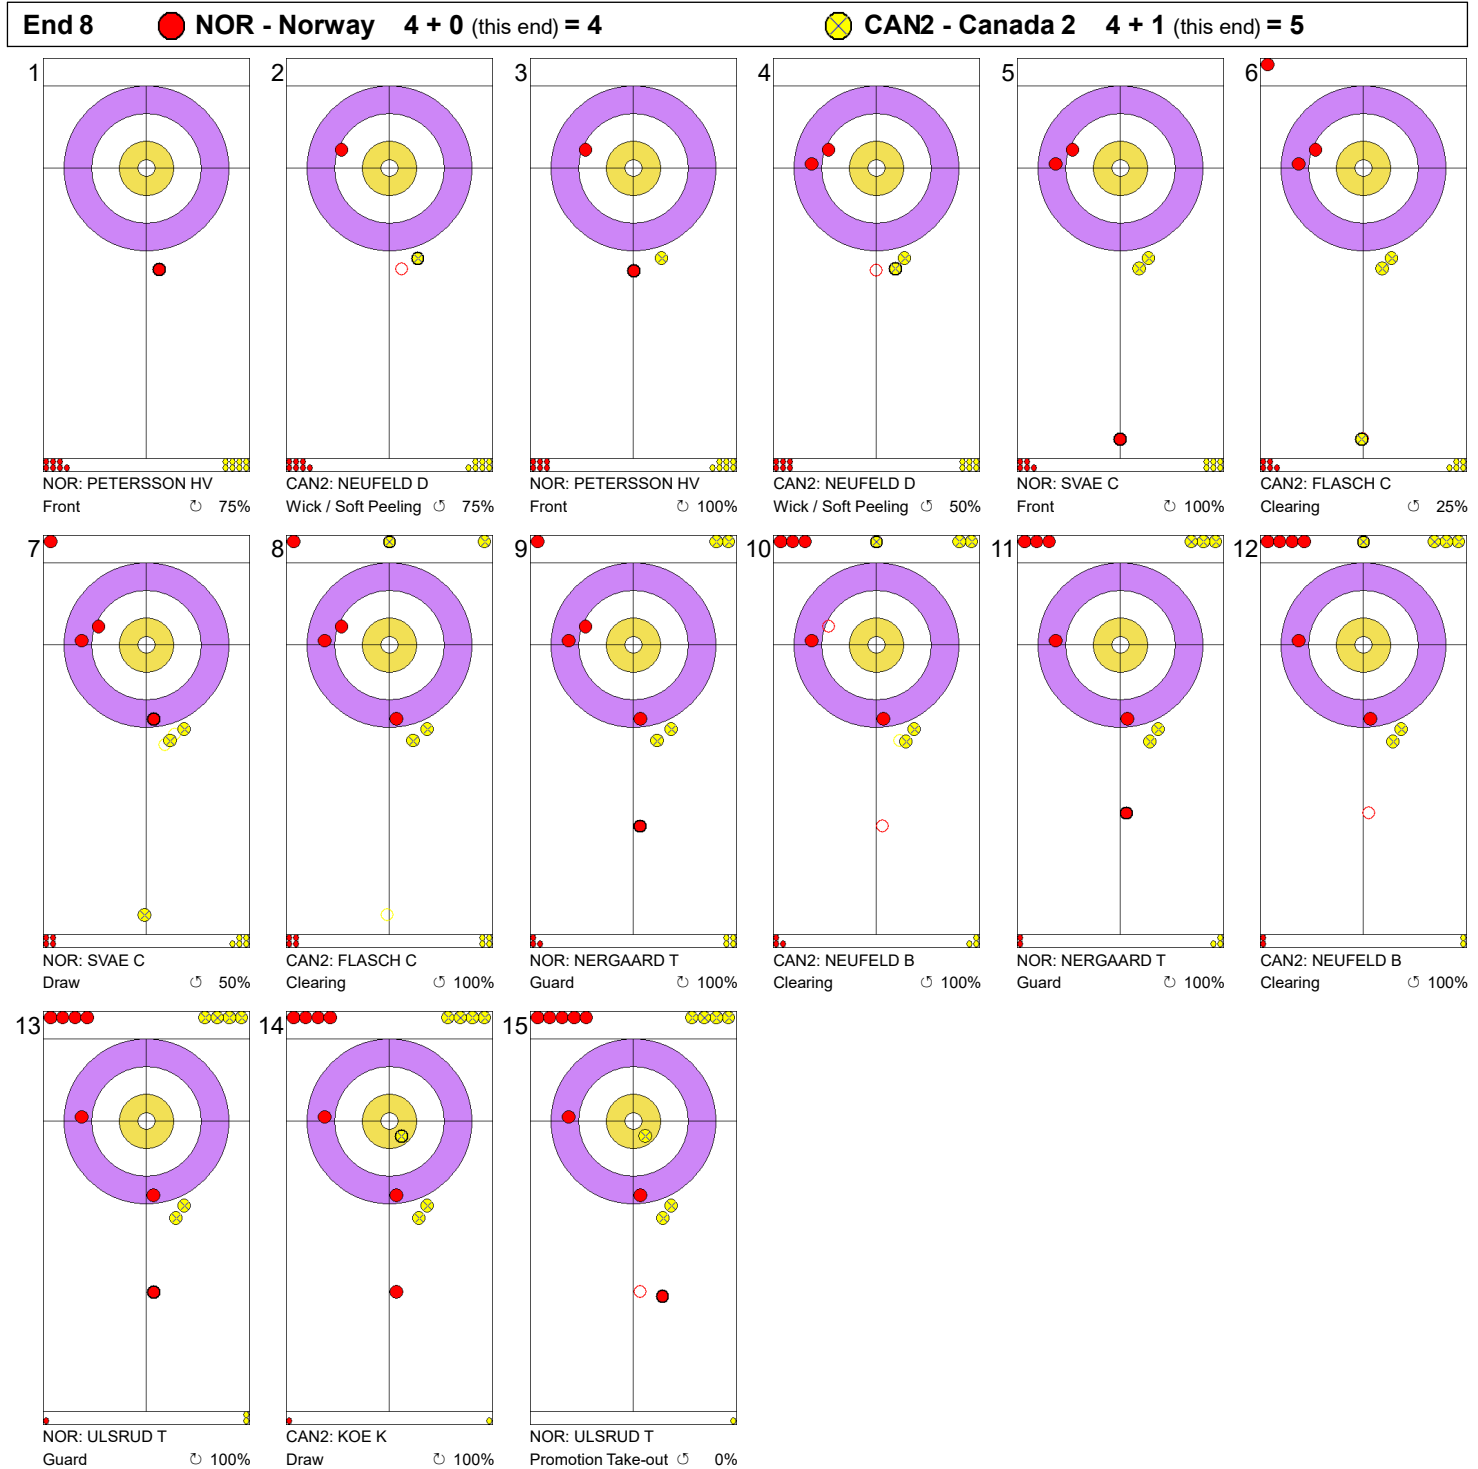 End 8 NOR - Norway 4 + 0 (this end) = 4 CAN2 - Canada 2 4 + 1 (this end) = 5
1 2 3 4 5 6
NOR: PETERSSON HV CAN2: NEUFELD D NOR: PETERSSON HV CAN2: NEUFELD D NOR: SVAE C CAN2: FLASCH C
Front ↻ 75% Wick / Soft Peeling ↺ 75% Front ↻ 100% Wick / Soft Peeling ↺ 50% Front ↺ 100% Clearing ↻ 25%
7 8 9 10 11 12
NOR: SVAE C CAN2: FLASCH C NOR: NERGAARD T CAN2: NEUFELD B NOR: NERGAARD T CAN2: NEUFELD B
Draw ↺ 50% Clearing ↺ 100% Guard ↻ 100% Clearing ↺ 100% Guard ↻ 100% Clearing ↺ 100%
13 14 15
NOR: ULSRUD T CAN2: KOE K NOR: ULSRUD T
Guard ↻ 100% Draw ↻ 100% Promotion Take-out ↺ 0%